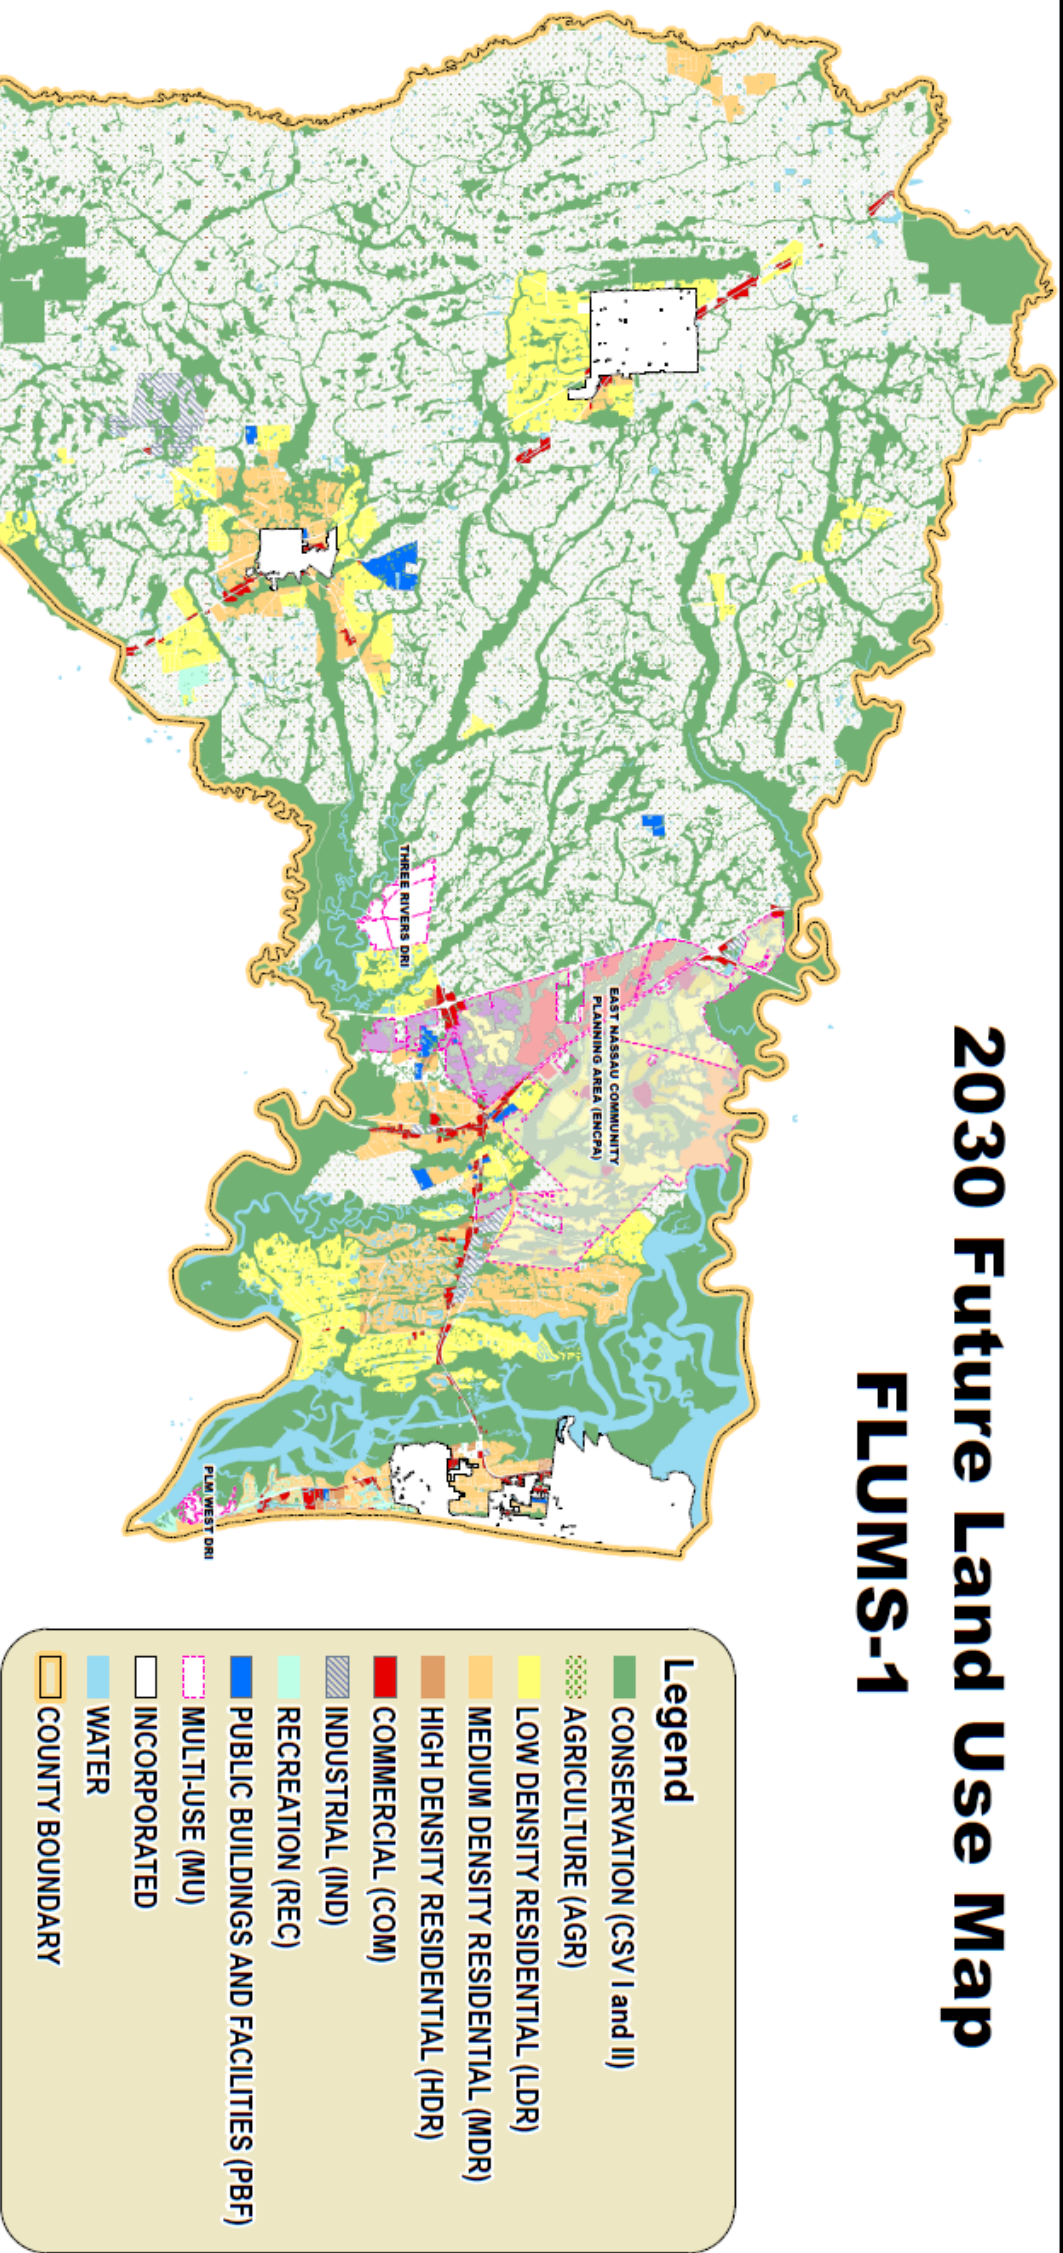 2030 Future Land Use Map
FLUMS-1
EAST NASSAU COMMUNITY
PLANNING AREA (ENCPA)
THREE RIVERS DRI
PLM WEST DRI
Legend
CONSERVATION (CSV I and II)
AGRICULTURE (AGR)
LOW DENSITY RESIDENTIAL (LDR)
MEDIUM DENSITY RESIDENTIAL (MDR)
HIGH DENSITY RESIDENTIAL (HDR)
COMMERCIAL (COM)
INDUSTRIAL (IND)
RECREATION (REC)
PUBLIC BUILDINGS AND FACILITIES (PBF)
MULTI-USE (MU)
INCORPORATED
WATER
COUNTY BOUNDARY